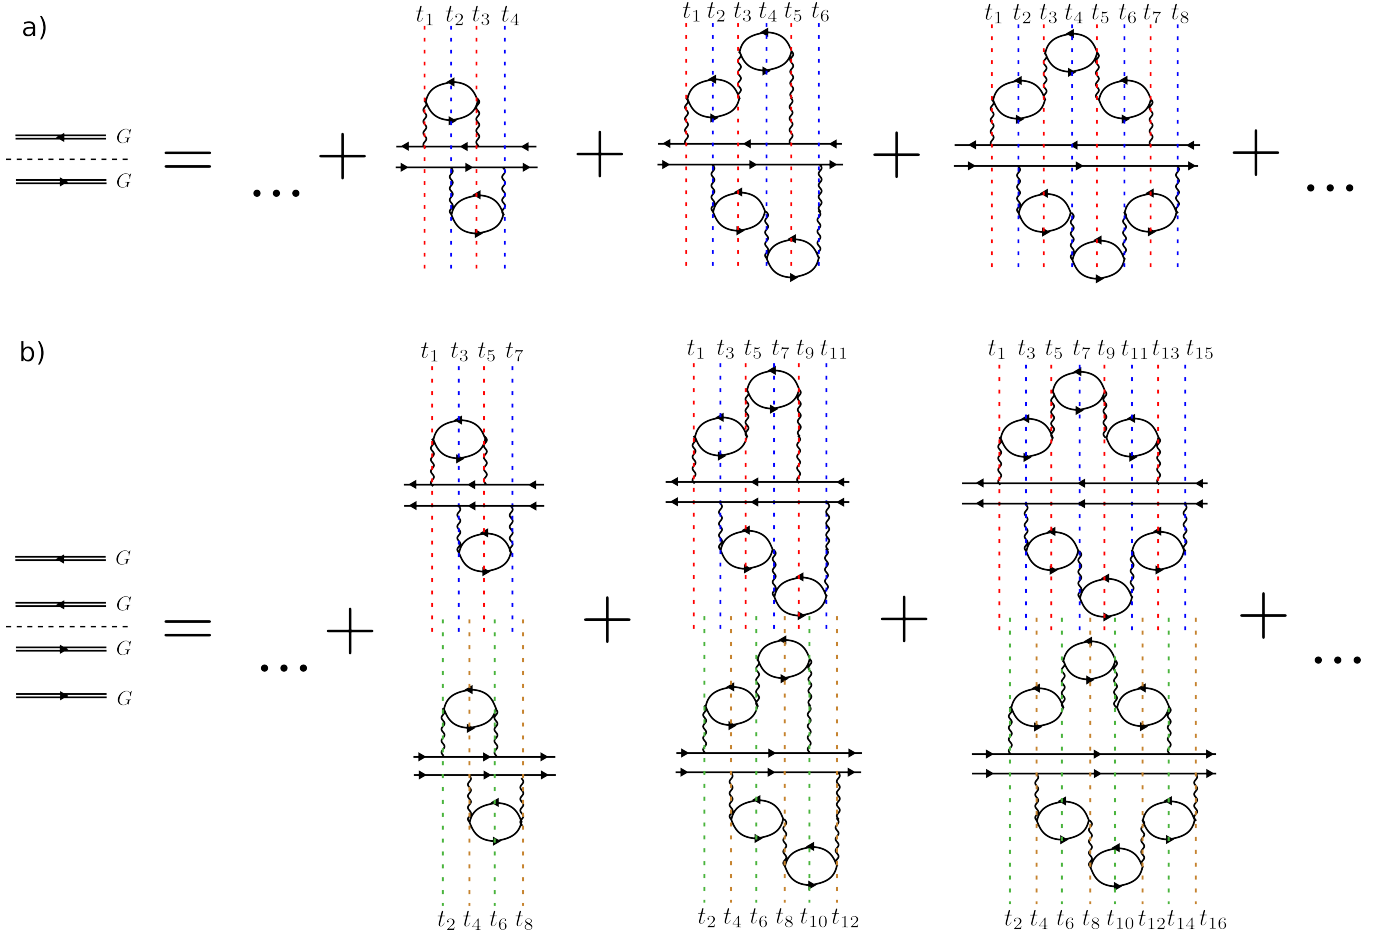 a)
t₁ t₂ t₃ t₄
t₁ t₂ t₃ t₄ t₅ t₆
t₁ t₂ t₃ t₄ t₅ t₆ t₇ t₈
G
=
... + + + + ...
G
b)
t₁ t₃ t₅ t₇
t₁ t₃ t₅ t₇ t₉ t₁₁
t₁ t₃ t₅ t₇ t₉ t₁₁ t₁₃ t₁₅
G
G
=
... + + + + ...
G
G
t₂ t₄ t₆ t₈
t₂ t₄ t₆ t₈ t₁₀ t₁₂
t₂ t₄ t₆ t₈ t₁₀ t₁₂ t₁₄ t₁₆